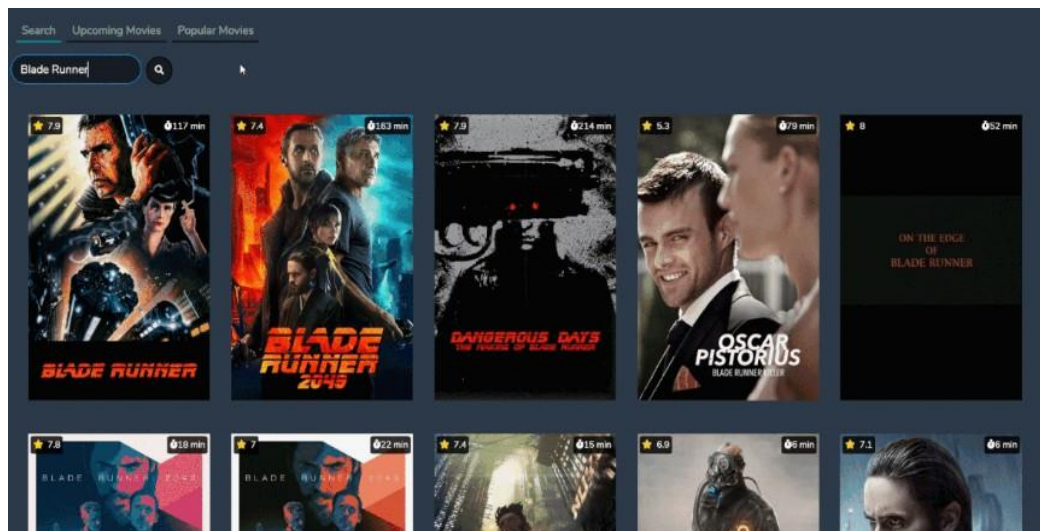 Search Upcoming Movies Popular Movies
Blade Runner
7.9 117 min
7.4 163 min
7.9 214 min
5.3 79 min
8 52 min
BLADE RUNNER
BLADE
RUNNER
2049
DANGEROUS DAYS
THE MAKING OF BLADE RUNNER
OSCAR
PISTORIUS
BLADE RUNNER KILLER
ON THE EDGE
OF
BLADE RUNNER
7.8 18 min
7 22 min
7.4 15 min
6.9 6 min
7.1 6 min
BLADE RUNNER 2049
BLADE RUNNER 2049